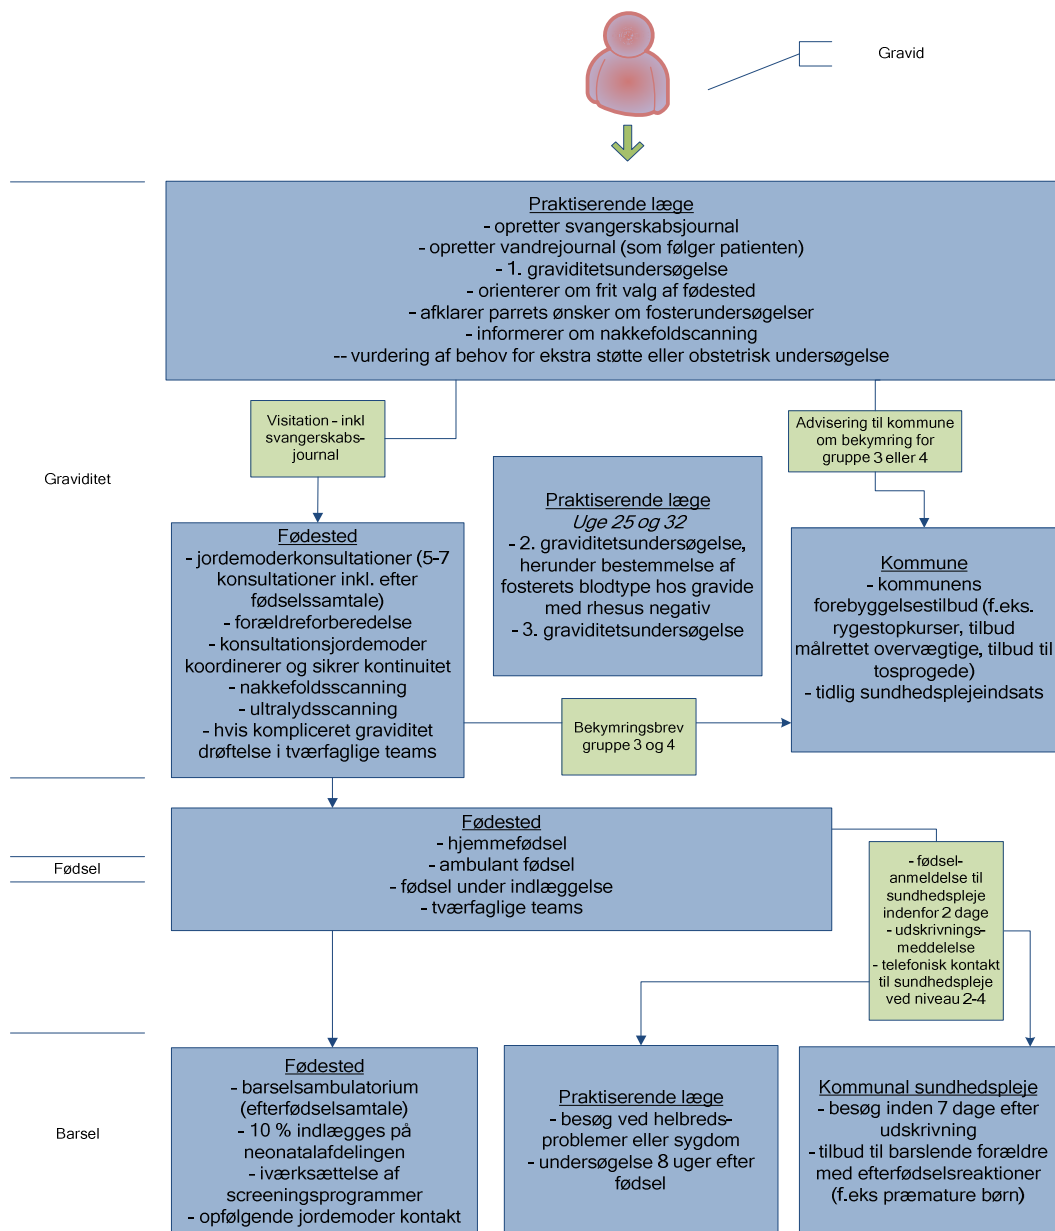 Gravid
Praktiserende læge
- opretter svangerskabsjournal
- opretter vandrejournal (som følger patienten)
- 1. graviditetsundersøgelse
- orienterer om frit valg af fødested
- afklarer parrets ønsker om fosterundersøgelser
- informerer om nakkefoldscanning
-- vurdering af behov for ekstra støtte eller obstetrisk undersøgelse
Visitation – inkl
svangerskabs-
journal
Advisering til kommune
om bekymring for
gruppe 3 eller 4
Graviditet
Fødested
- jordemoderkonsultationer (5-7
konsultationer inkl. efter
fødselssamtale)
- forældreforberedelse
- konsultationsjordemoder
koordinerer og sikrer kontinuitet
- nakkefoldsscanning
- ultralydsscanning
- hvis kompliceret graviditet
drøftelse i tværfaglige teams
Praktiserende læge
Uge 25 og 32
- 2. graviditetsundersøgelse,
herunder bestemmelse af
fosterets blodtype hos gravide
med rhesus negativ
- 3. graviditetsundersøgelse
Kommune
- kommunens
forebyggelsestilbud (f.eks.
rygestopkurser, tilbud
målrettet overvægtige, tilbud til
tosprogede)
- tidlig sundhedsplejeindsats
Bekymringsbrev
gruppe 3 og 4
Fødsel
Fødested
- hjemmefødsel
- ambulant fødsel
- fødsel under indlæggelse
- tværfaglige teams
- fødsel-
anmeldelse til
sundhedspleje
indenfor 2 dage
- udskrivnings-
meddelelse
- telefonisk kontakt
til sundhedspleje
ved niveau 2-4
Barsel
Fødested
- barselsambulatorium
(efterfødselsamtale)
- 10 % indlægges på
neonatalafdelingen
- iværksættelse af
screeningsprogrammer
- opfølgende jordemoder kontakt
Praktiserende læge
- besøg ved helbreds-
problemer eller sygdom
- undersøgelse 8 uger efter
fødsel
Kommunal sundhedspleje
- besøg inden 7 dage efter
udskrivning
- tilbud til barslende forældre
med efterfødselsreaktioner
(f.eks præmature børn)